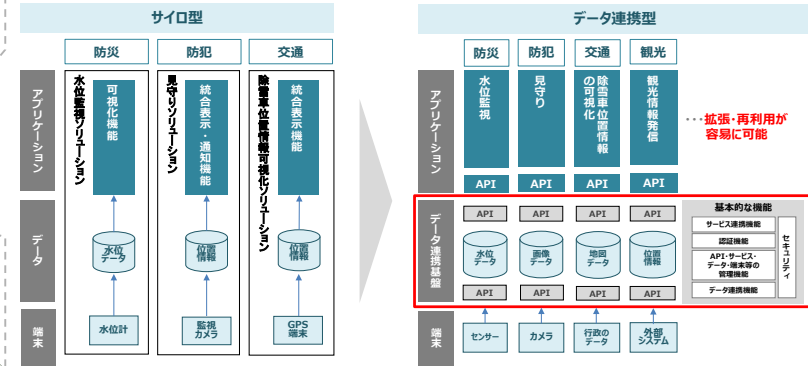 サイロ型
防災
防犯
交通
アプリケーション
水位監視ソリューション
可視化機能
見守りソリューション
統合表示・通知機能
除雪車位置情報可視化ソリューション
統合表示機能
データ
水位
データ
位置
情報
位置
情報
端末
水位計
監視
カメラ
GPS
端末
データ連携型
防災
防犯
交通
観光
アプリケーション
水位監視
見守り
除雪車位置情報
の可視化
観光情報発信
・・・拡張・再利用が
容易に可能
API
API
API
API
データ連携基盤
API
API
API
API
水位
データ
画像
データ
地図
データ
位置
情報
API
API
API
API
基本的な機能
サービス連携機能
認証機能
API・サービス・
データ・端末等の
管理機能
データ連携機能
セキュリティ
端末
センサー
カメラ
行政の
データ
外部
システム